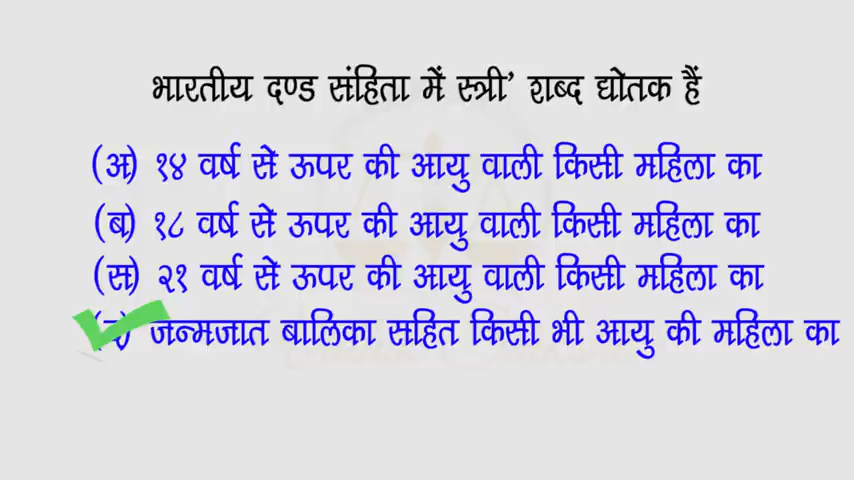 भारतीय दण्ड संहिता में स्त्री’ शब्द द्योतक हैं
(अ) १४ वर्ष से ऊपर की आयु वाली किसी महिला का
(ब) १८ वर्ष से ऊपर की आयु वाली किसी महिला का
(स) २१ वर्ष से ऊपर की आयु वाली किसी महिला का
(द) जन्मजात बालिका सहित किसी भी आयु की महिला का